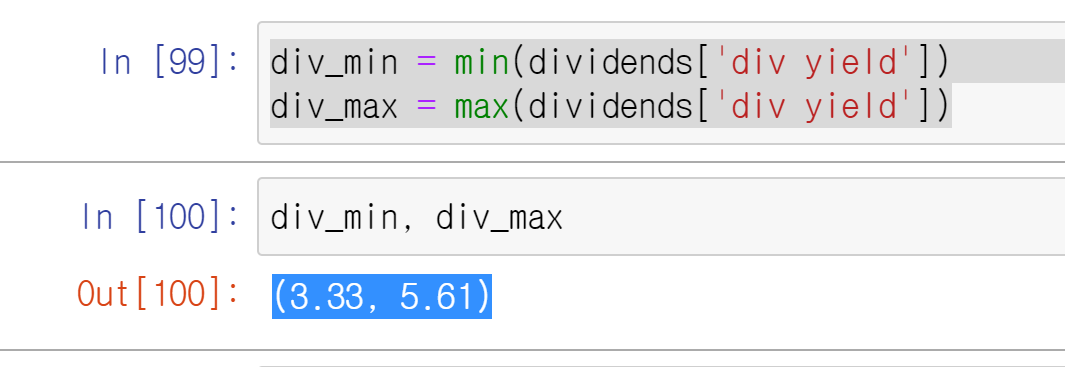 In [99]: div_min = min(dividends['div yield'])
div_max = max(dividends['div yield'])
In [100]: div_min, div_max
Out[100]: (3.33, 5.61)